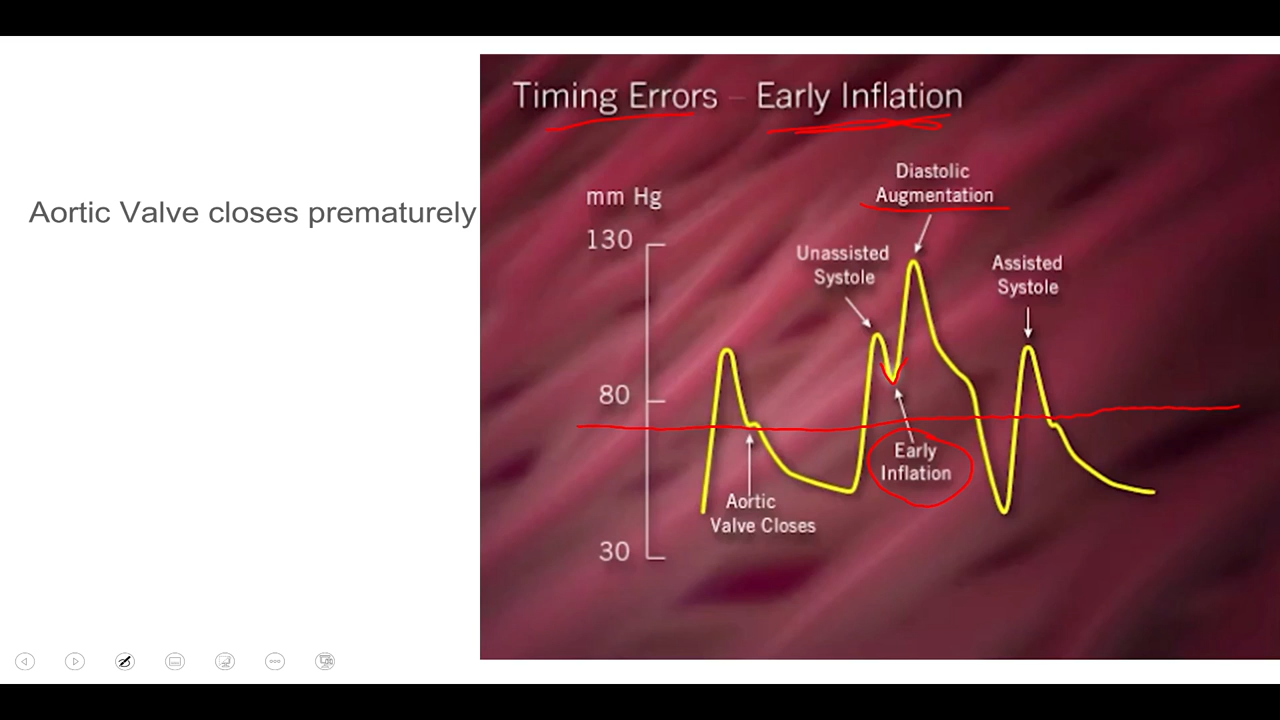 Timing Errors – Early Inflation
Aortic Valve closes prematurely
mm Hg
130
80
30
Diastolic
Augmentation
Unassisted
Systole
Assisted
Systole
Early
Inflation
Aortic
Valve Closes